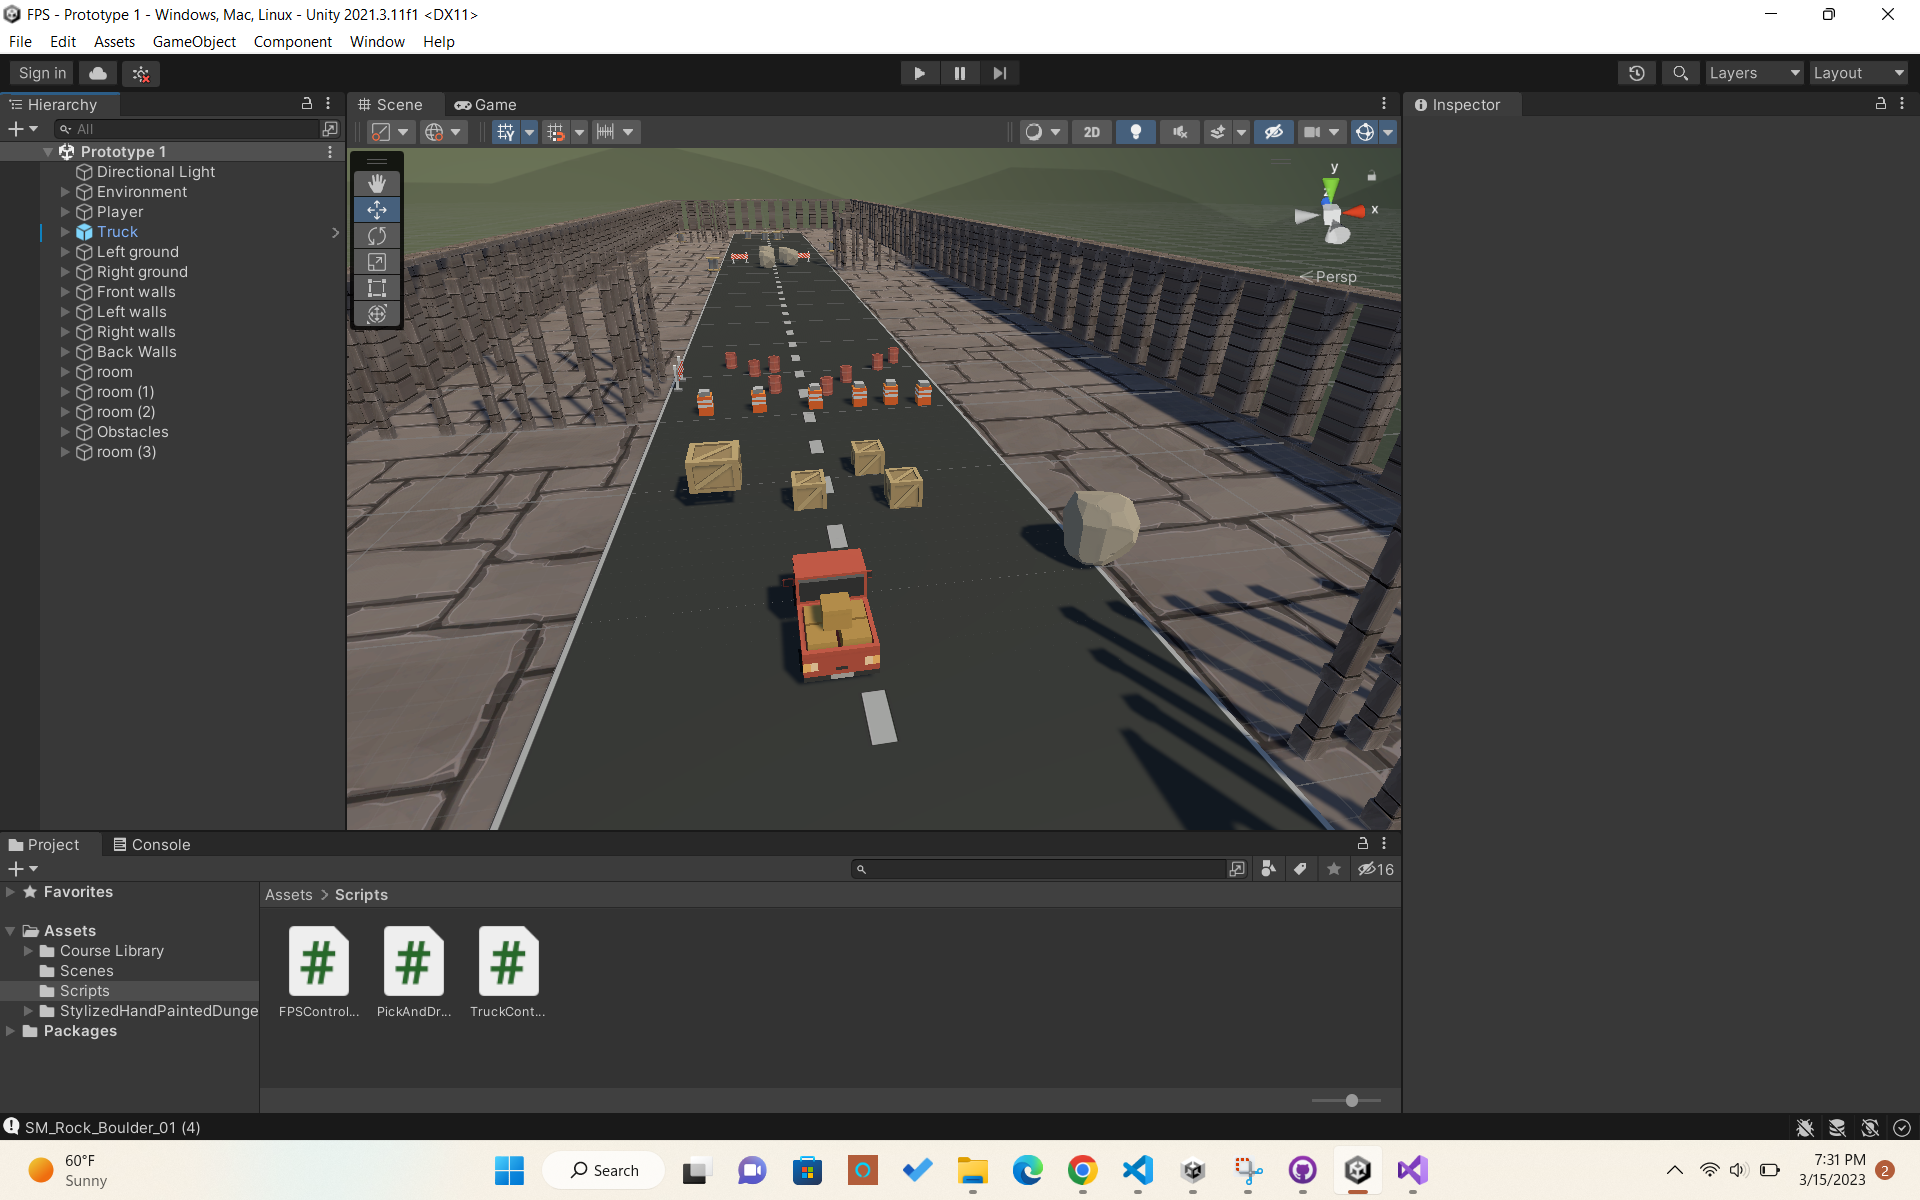 FPS - Prototype 1 - Windows, Mac, Linux - Unity 2021.3.11f1 <DX11>
File Edit Assets GameObject Component Window Help
Sign in
Layers
Layout
Hierarchy
Scene
Game
Inspector
All
2D
Prototype 1
Directional Light
Environment
Player
Truck
Left ground
Right ground
Front walls
Left walls
Right walls
Back Walls
room
room (1)
room (2)
Obstacles
room (3)
y
x
z
Persp
Project
Console
16
Favorites
Assets
Course Library
Scenes
Scripts
StylizedHandPaintedDunge
Packages
Assets > Scripts
FPSControl...
PickAndDr...
TruckCont...
SM_Rock_Boulder_01 (4)
60°F
Sunny
Search
7:31 PM
3/15/2023
2